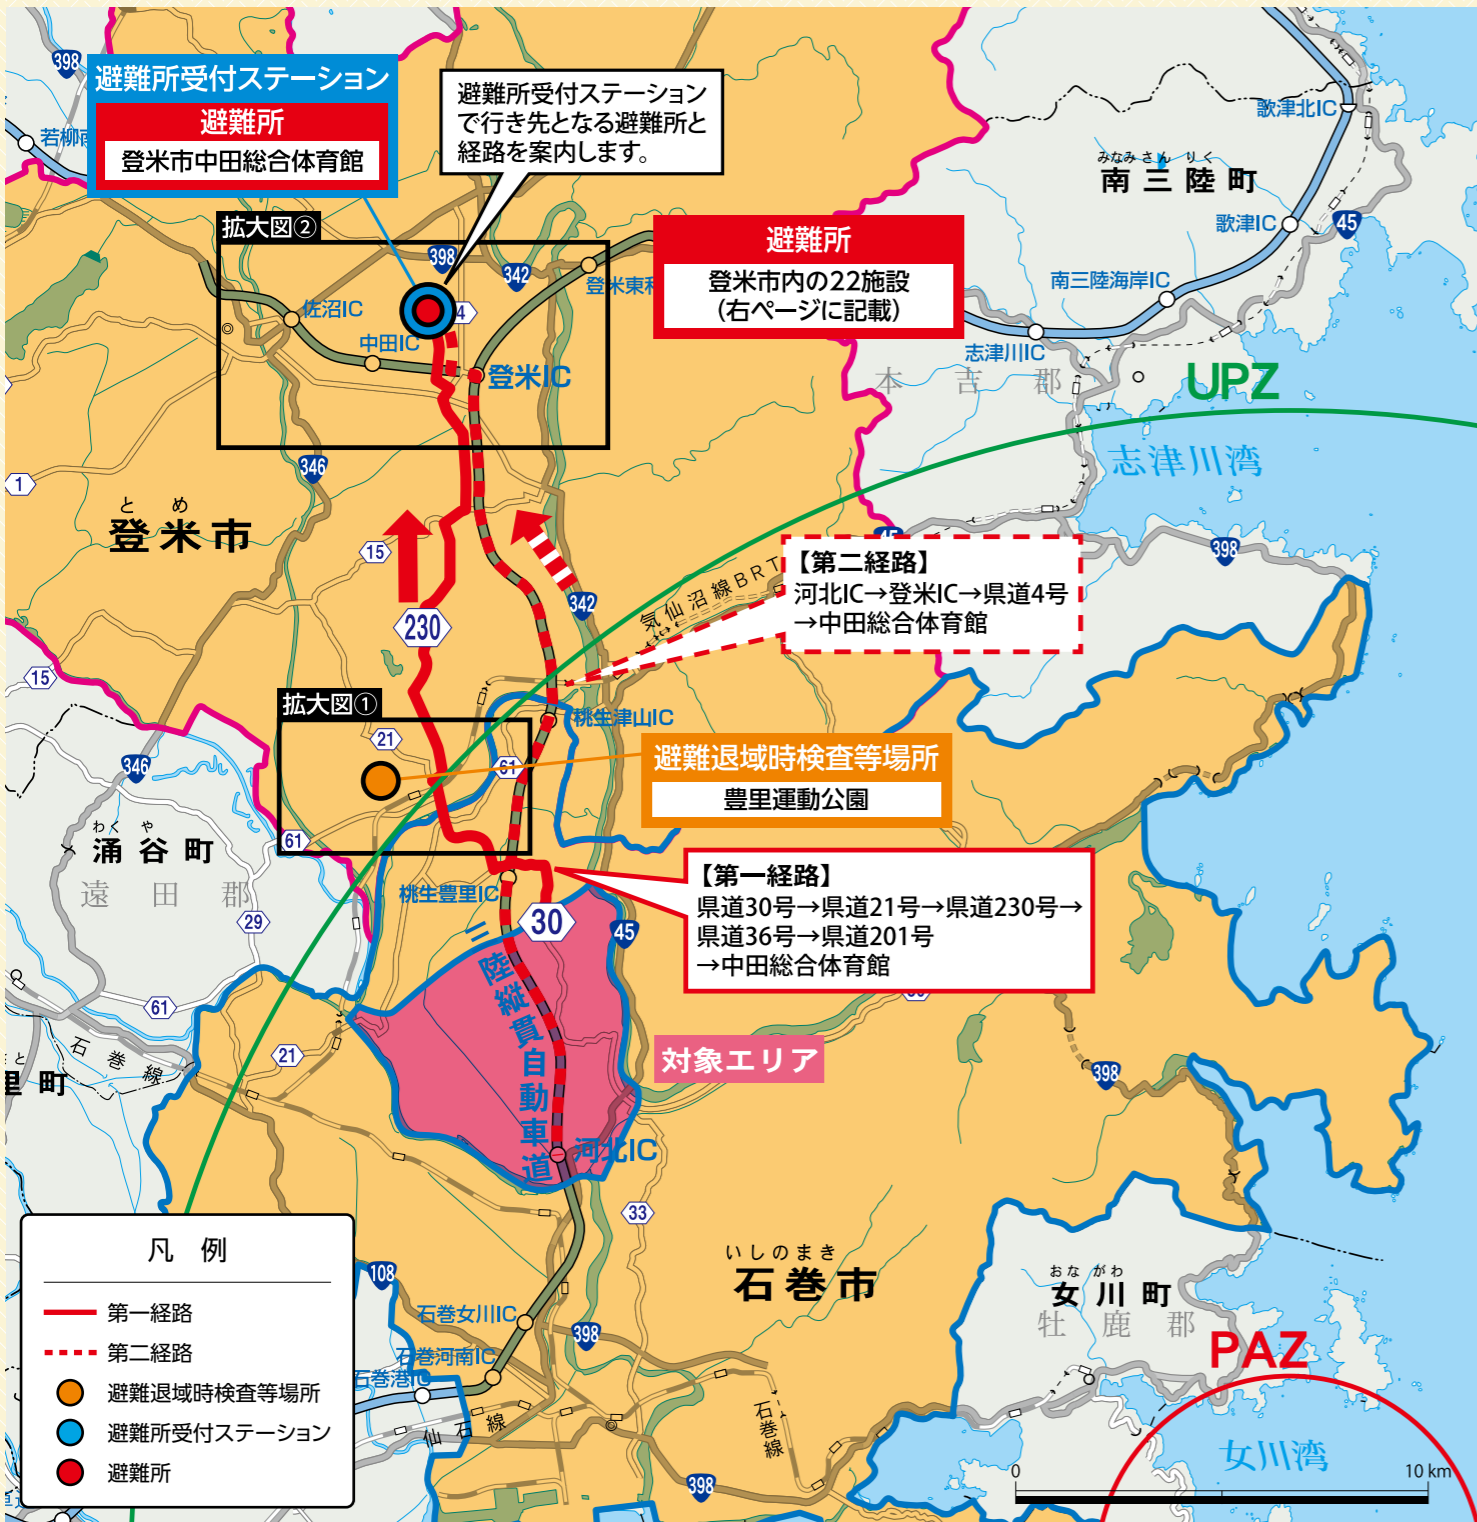 398
避難所受付ステーション
避難所
登米市中田総合体育館
避難所受付ステーション
で行き先となる避難所と
経路を案内します。
歌津北IC
みなみさんりく
南三陸町
歌津IC
45
南三陸海岸IC
志津川IC
本吉郡
UPZ
志津川湾
避難所
登米市内の22施設
(右ページに記載)
拡大図②
398
342
佐沼IC
中田IC
4
登米IC
346
1
とめ
登米市
15
230
342
気仙沼線BRT
【第二経路】
河北IC→登米IC→県道4号
→中田総合体育館
398
15
拡大図①
21
61
桃生津山IC
避難退域時検査等場所
豊里運動公園
346
わくや
涌谷町
遠田郡
61
29
桃生豊里IC
30
45
【第一経路】
県道30号→県道21号→県道230号→
県道36号→県道201号
→中田総合体育館
三陸縦貫自動車道
対象エリア
61
石巻線
21
里町
398
河北IC
33
いしのまき
石巻市
おながわ
女川町
牡鹿郡
PAZ
女川湾
108
石巻女川IC
398
石巻河南IC
石巻港IC
仙石線
石巻線
398
凡例
第一経路
第二経路
避難退域時検査等場所
避難所受付ステーション
避難所
0
10 km